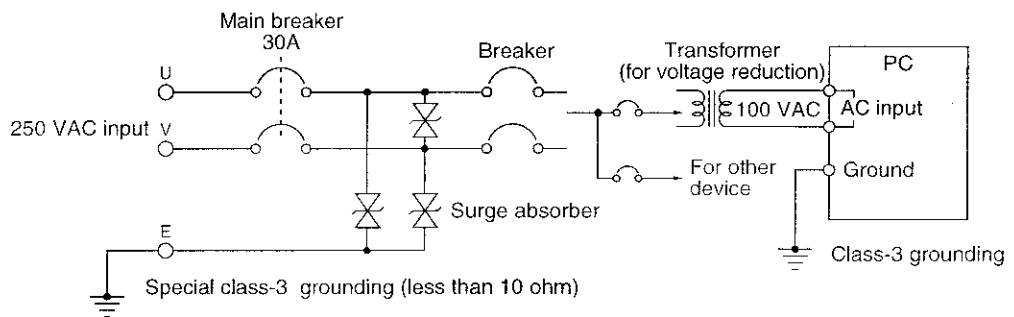 Main breaker
30A
Breaker
Transformer
(for voltage reduction)
PC
U
250 VAC input
V
100 VAC
AC input
For other
device
Ground
Surge absorber
E
Class-3 grounding
Special class-3 grounding (less than 10 ohm)